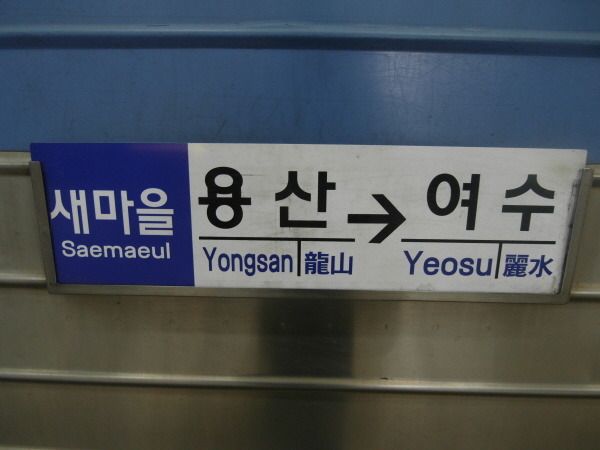 새마을
Saemaeul
용산 → 여수
Yongsan 龍山 Yeosu 麗水